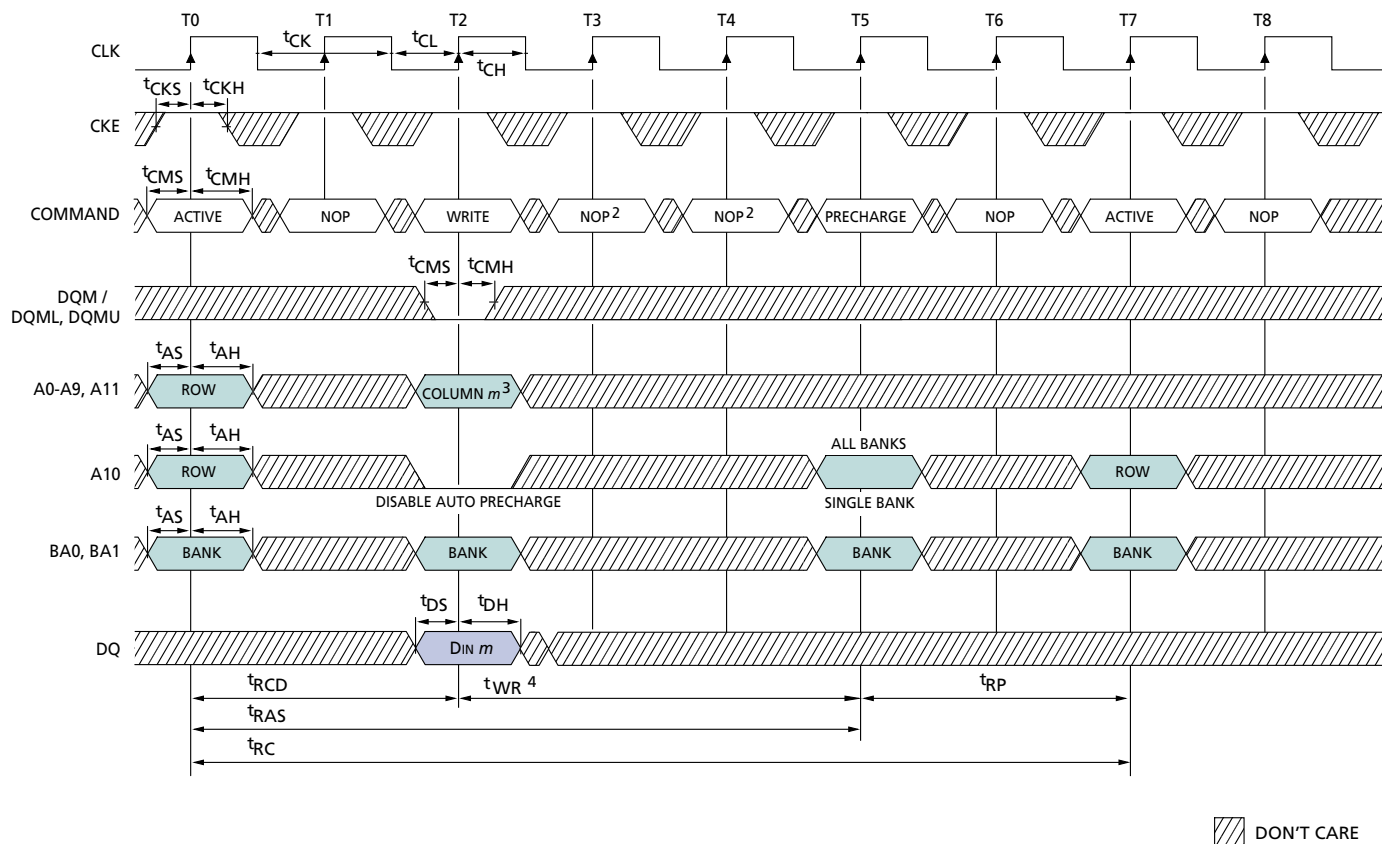 T0 T1 T2 T3 T4 T5 T6 T7 T8
CLK
tCK tCL
tCH
tCKS tCKH
CKE
tCMS tCMH
COMMAND ACTIVE NOP WRITE NOP2 NOP2 PRECHARGE NOP ACTIVE NOP
tCMS tCMH
DQM /
DQML, DQMU
tAS tAH
A0-A9, A11 ROW COLUMN m3
tAS tAH ALL BANKS
A10 ROW ROW
DISABLE AUTO PRECHARGE SINGLE BANK
tAS tAH
BA0, BA1 BANK BANK BANK BANK
tDS tDH
DQ DIN m
tRCD tWR 4 tRP
tRAS
tRC
DON'T CARE